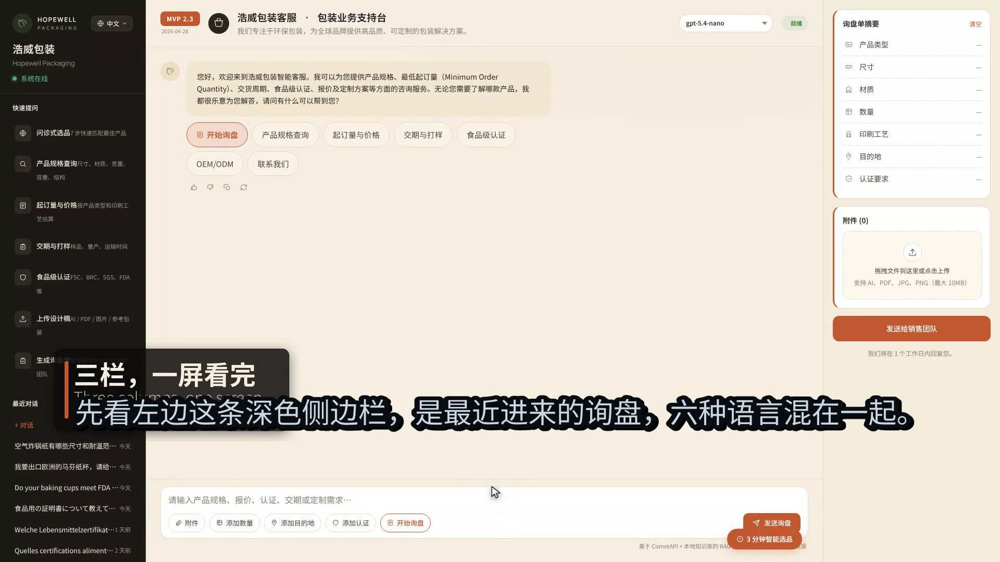 HOPEWELL
PACKAGING
中文
浩威包装
Hopewell Packaging
系统在线
快速提问
问诊式选品7 步快速匹配最佳产品
产品规格查询尺寸、材质、克重、
容量、结构
起订量与价格按产品类型和印刷工
艺估算
交期与打样样品、量产、运输时间
食品级认证FSC、BRC、SGS、FDA
等
上传设计稿AI / PDF / 图片 / 参考包
装
生成询盘单
团队
最近对话
+ 对话
空气炸锅纸有哪些尺寸和耐温范… 今天
我要出口欧洲的马芬纸杯，请给… 今天
Do your baking cups meet FDA … 今天
食品用の証明書について教えて… 今天
Welche Lebensmittelzertifikat… 1 天前
Quelles certifications aliment… 2 天前
MVP 2.3
2026-04-28
浩威包装客服 • 包装业务支持台
我们专注于环保包装，为全球品牌提供高品质、可定制的包装解决方案。
gpt-5.4-nano
就绪
您好，欢迎来到浩威包装智能客服。我可以为您提供产品规格、最低起订量（Minimum Order
Quantity）、交货周期、食品级认证、报价及定制方案等方面的咨询服务。无论您需要了解哪款产品，我
都很乐意为您解答，请问有什么可以帮到您？
开始询盘
产品规格查询
起订量与价格
交期与打样
食品级认证
OEM/ODM
联系我们
三栏，一屏看完
Three columns, one screen
先看左边这条深色侧边栏，是最近进来的询盘，六种语言混在一起。
请输入产品规格、报价、认证、交期或定制需求…
附件
添加数量
添加目的地
添加认证
开始询盘
发送询盘
3 分钟智能选品
基于 CometAPI + 本地知识库的 RAG
来源
询盘单摘要
清空
产品类型 —
尺寸 —
材质 —
数量 —
印刷工艺 —
目的地 —
认证要求 —
附件 (0)
拖拽文件到这里或点击上传
支持 AI、PDF、JPG、PNG（最大 10MB）
发送给销售团队
我们将在 1 个工作日内回复您。